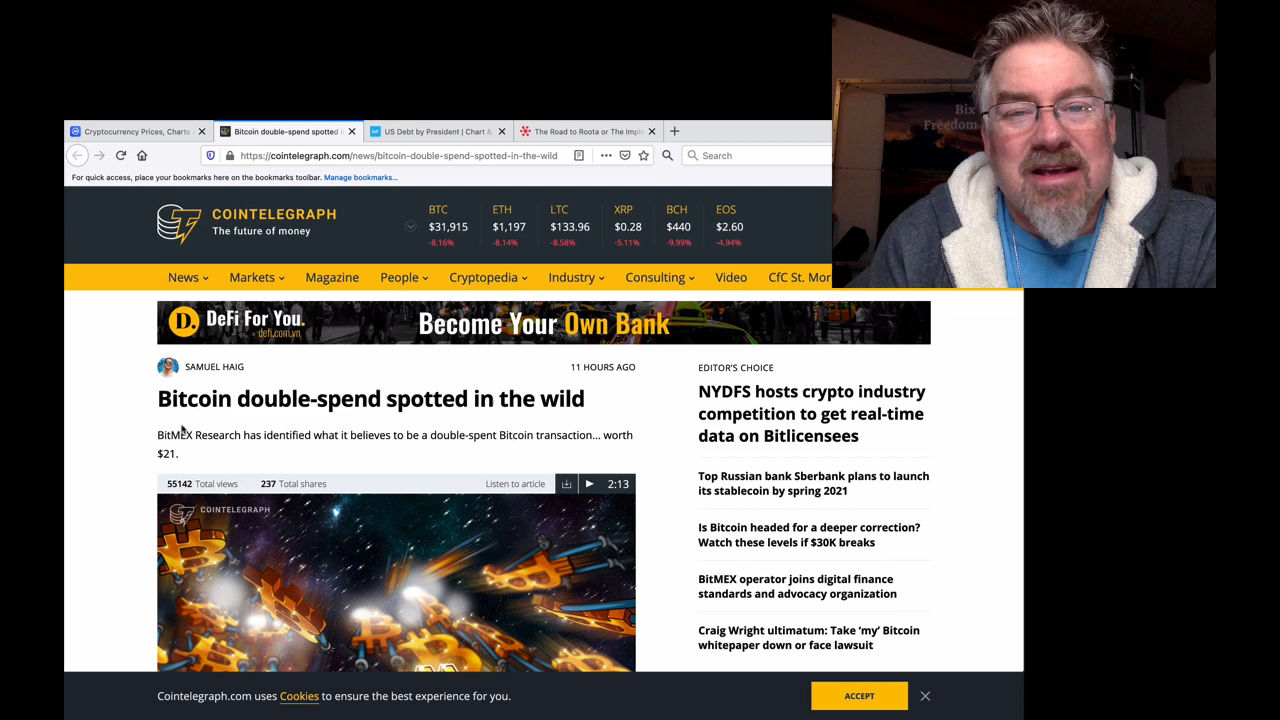 Bix
Freedom
Cryptocurrency Prices, Charts
Bitcoin double-spend spotted i
US Debt by President | Chart &
The Road to Roota or The Imple
https://cointelegraph.com/news/bitcoin-double-spend-spotted-in-the-wild
Search
For quick access, place your bookmarks here on the bookmarks toolbar. Manage bookmarks...
COINTELEGRAPH
The future of money
BTC ETH LTC XRP BCH EOS
$31,915 $1,197 $133.96 $0.28 $440 $2.60
-8.16% -8.14% -8.58% -5.11% -9.99% -4.94%
News Markets Magazine People Cryptopedia Industry Consulting Video CfC St. Mor
D. DeFi For You.
defi.com.vn
Become Your Own Bank
SAMUEL HAIG
11 HOURS AGO
Bitcoin double-spend spotted in the wild
BitMEX Research has identified what it believes to be a double-spent Bitcoin transaction... worth
$21.
55142 Total views 237 Total shares Listen to article 2:13
COINTELEGRAPH
EDITOR'S CHOICE
NYDFS hosts crypto industry
competition to get real-time
data on Bitlicensees
Top Russian bank Sberbank plans to launch
its stablecoin by spring 2021
Is Bitcoin headed for a deeper correction?
Watch these levels if $30K breaks
BitMEX operator joins digital finance
standards and advocacy organization
Craig Wright ultimatum: Take ‘my’ Bitcoin
whitepaper down or face lawsuit
Cointelegraph.com uses Cookies to ensure the best experience for you.
ACCEPT